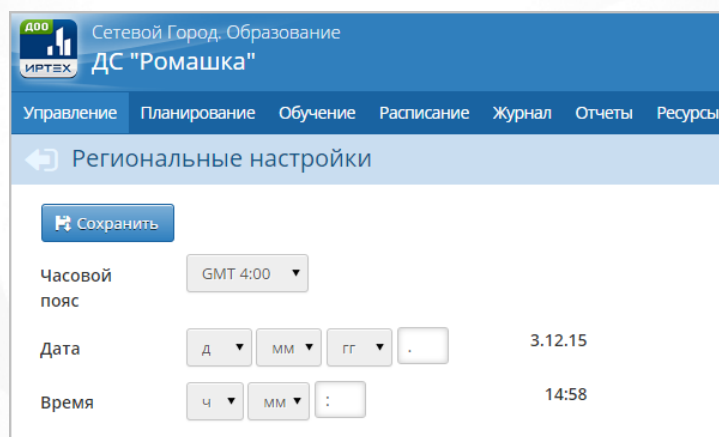 ДОО
ИРТЕХ
Сетевой Город. Образование
ДС "Ромашка"
Управление Планирование Обучение Расписание Журнал Отчеты Ресурсы
Региональные настройки
Сохранить
Часовой пояс GMT 4:00
Дата д мм гг . 3.12.15
Время ч мм : 14:58